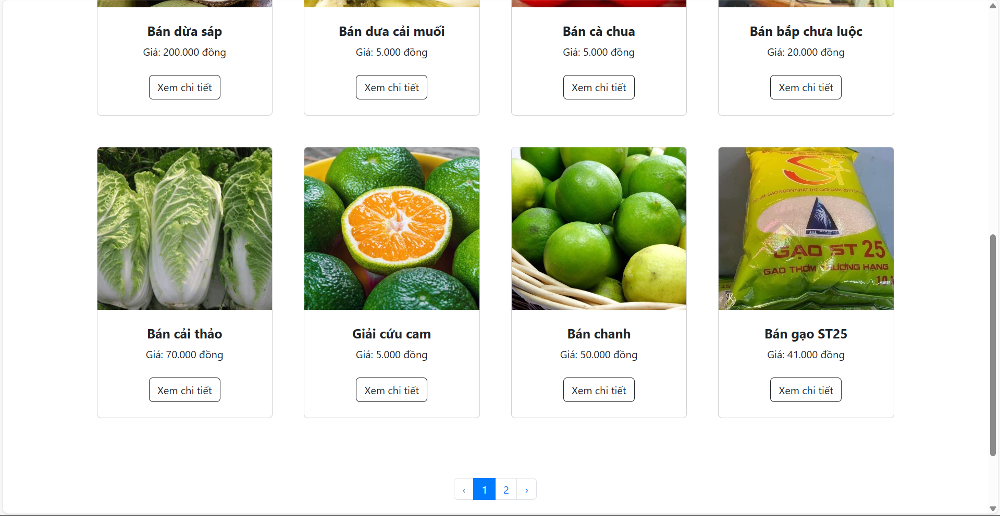 Bán dừa sáp
Giá: 200.000 đồng
Xem chi tiết
Bán dưa cải muối
Giá: 5.000 đồng
Xem chi tiết
Bán cà chua
Giá: 5.000 đồng
Xem chi tiết
Bán bắp chưa luộc
Giá: 20.000 đồng
Xem chi tiết
Bán cải thảo
Giá: 70.000 đồng
Xem chi tiết
Giải cứu cam
Giá: 5.000 đồng
Xem chi tiết
Bán chanh
Giá: 50.000 đồng
Xem chi tiết
ST
GẠO NGON NHẤT THẾ GIỚI NĂM 2019
GẠO ST 25
GẠO THƠM THƯỢNG HẠNG
10
Bán gạo ST25
Giá: 41.000 đồng
Xem chi tiết
‹ 1 2 ›